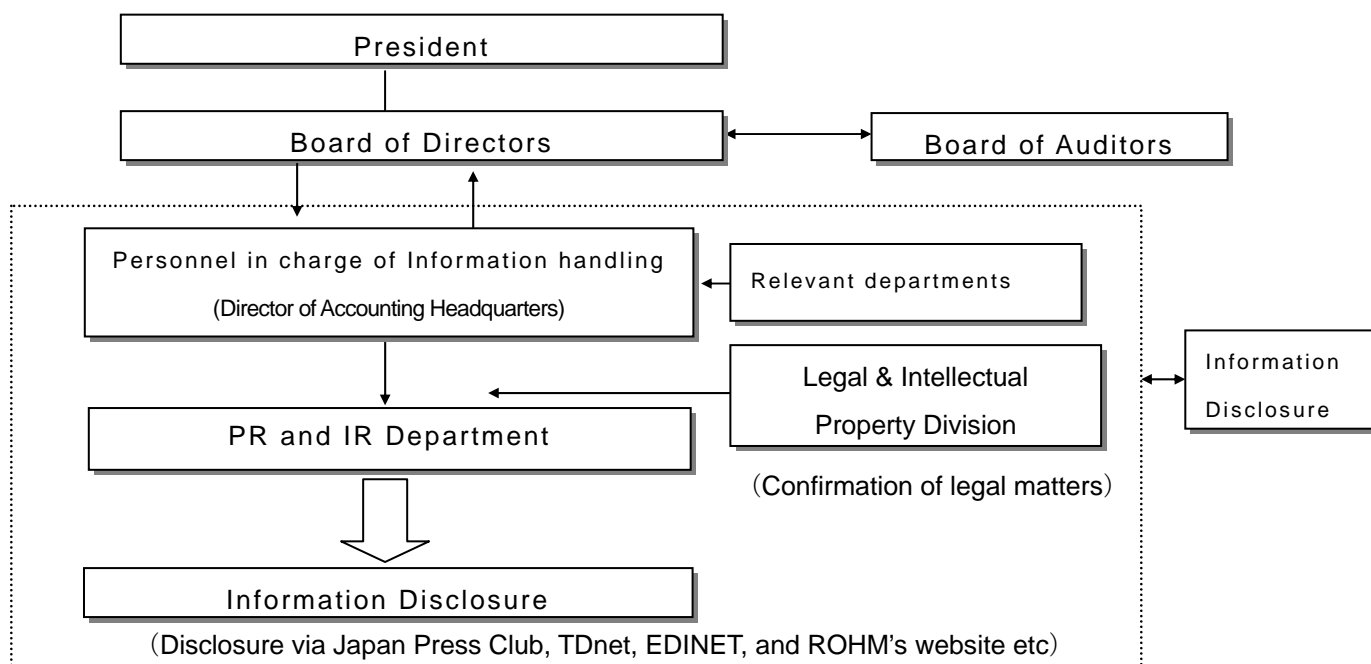 President
Board of Directors
Board of Auditors
Personnel in charge of Information handling
(Director of Accounting Headquarters)
Relevant departments
Legal & Intellectual
Property Division
Information
Disclosure
PR and IR Department
（Confirmation of legal matters）
Information Disclosure
（Disclosure via Japan Press Club, TDnet, EDINET, and ROHM's website etc）